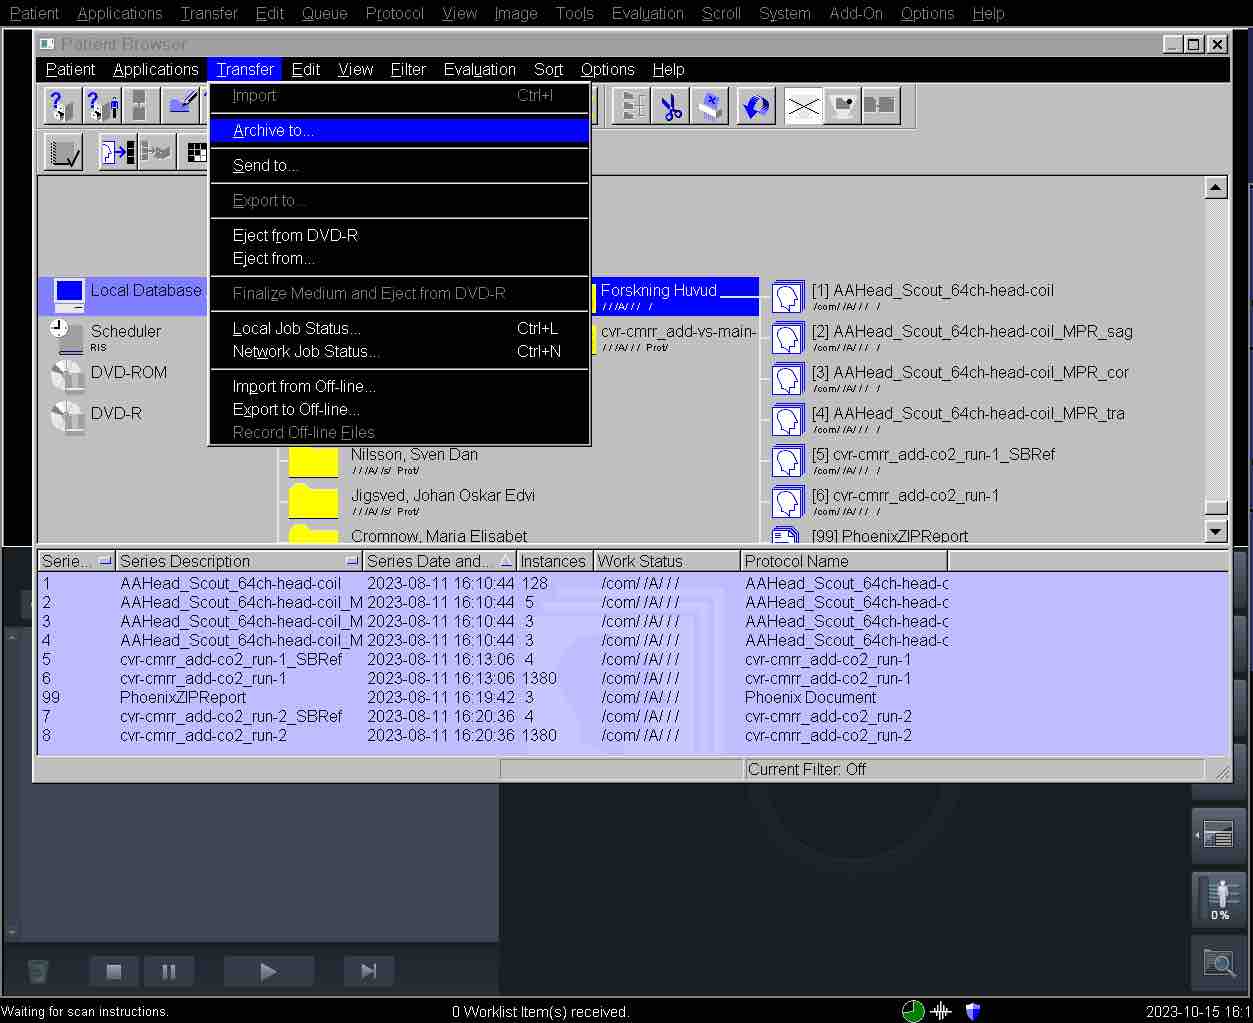 Patient Applications Transfer Edit Queue Protocol View Image Tools Evaluation Scroll System Add-On Options Help
Patient Browser
Patient Applications Transfer Edit View Filter Evaluation Sort Options Help
Import Ctrl+I
Archive to...
Send to...
Export to...
Eject from DVD-R
Eject from...
Finalize Medium and Eject from DVD-R
Local Job Status... Ctrl+L
Network Job Status... Ctrl+N
Import from Off-line...
Export to Off-line...
Record Off-line Files
Local Database
Scheduler
RIS
DVD-ROM
DVD-R
Nilsson, Sven Dan
/ / /A/ /s/ Prot/
Jigsved, Johan Oskar Edvi
/ / /A/ /s/ Prot/
Cromnow, Maria Elisabet
Forskning Huvud
/ / /A/ / / /
cvr-cmrr_add-vs-main-
/ / /A/ / / Prot/
[1] AAHead_Scout_64ch-head-coil
/com/ /A/ / / /
[2] AAHead_Scout_64ch-head-coil_MPR_sag
/com/ /A/ / / /
[3] AAHead_Scout_64ch-head-coil_MPR_cor
/com/ /A/ / / /
[4] AAHead_Scout_64ch-head-coil_MPR_tra
/com/ /A/ / / /
[5] cvr-cmrr_add-co2_run-1_SBRef
/com/ /A/ / / /
[6] cvr-cmrr_add-co2_run-1
/com/ /A/ / / /
[99] PhoenixZIPReport
Serie... Series Description Series Date and... Instances Work Status Protocol Name
1 AAHead_Scout_64ch-head-coil 2023-08-11 16:10:44 128 /com/ /A/ / / AAHead_Scout_64ch-head-c
2 AAHead_Scout_64ch-head-coil_M 2023-08-11 16:10:44 5 /com/ /A/ / / AAHead_Scout_64ch-head-c
3 AAHead_Scout_64ch-head-coil_M 2023-08-11 16:10:44 3 /com/ /A/ / / AAHead_Scout_64ch-head-c
4 AAHead_Scout_64ch-head-coil_M 2023-08-11 16:10:44 3 /com/ /A/ / / AAHead_Scout_64ch-head-c
5 cvr-cmrr_add-co2_run-1_SBRef 2023-08-11 16:13:06 4 /com/ /A/ / / cvr-cmrr_add-co2_run-1
6 cvr-cmrr_add-co2_run-1 2023-08-11 16:13:06 1380 /com/ /A/ / / cvr-cmrr_add-co2_run-1
99 PhoenixZIPReport 2023-08-11 16:19:42 3 /com/ /A/ / / Phoenix Document
7 cvr-cmrr_add-co2_run-2_SBRef 2023-08-11 16:20:36 4 /com/ /A/ / / cvr-cmrr_add-co2_run-2
8 cvr-cmrr_add-co2_run-2 2023-08-11 16:20:36 1380 /com/ /A/ / / cvr-cmrr_add-co2_run-2
Current Filter: Off
0%
Waiting for scan instructions. 0 Worklist Item(s) received. 2023-10-15 16:1